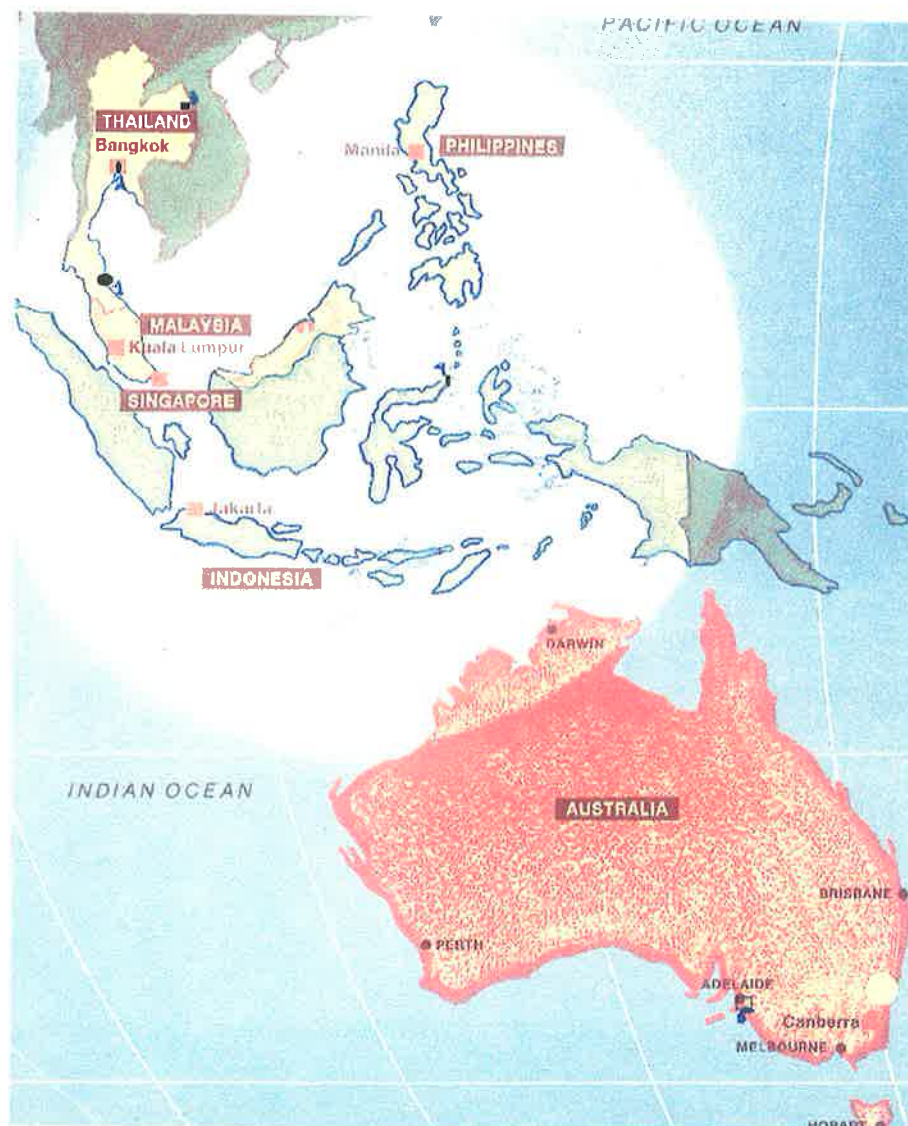 PACIFIC OCEAN
THAILAND
Bangkok
Manila
PHILIPPINES
MALAYSIA
Kuala Lumpur
SINGAPORE
Jakarta
INDONESIA
DARWIN
INDIAN OCEAN
AUSTRALIA
BRISBANE
PERTH
ADELAIDE
Canberra
MELBOURNE
HOBART